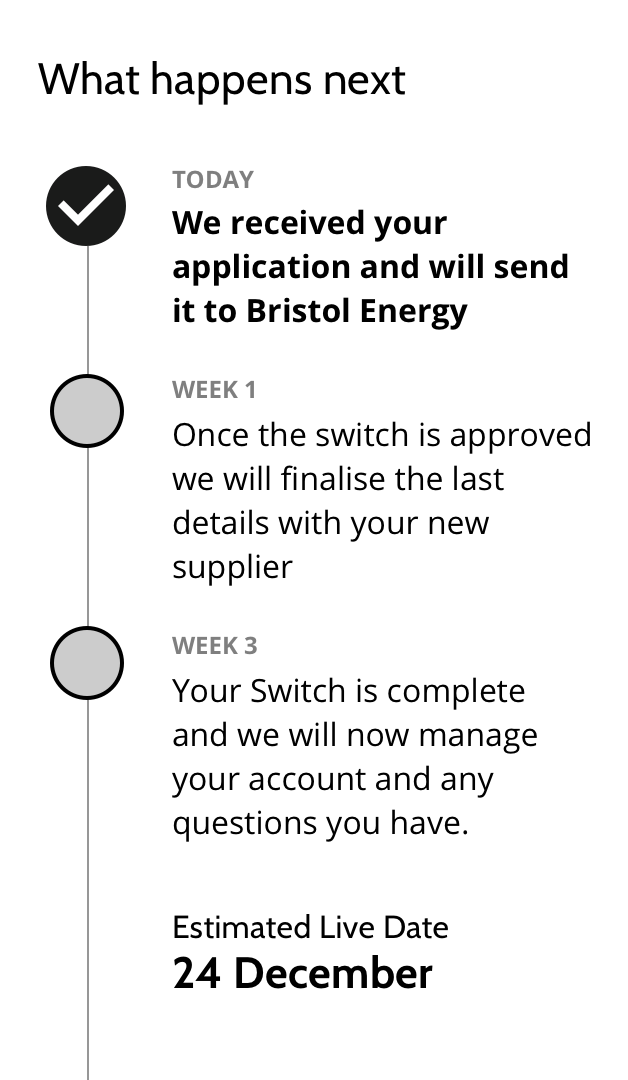 What happens next
TODAY
We received your
application and will send
it to Bristol Energy
WEEK 1
Once the switch is approved
we will finalise the last
details with your new
supplier
WEEK 3
Your Switch is complete
and we will now manage
your account and any
questions you have.
Estimated Live Date
24 December